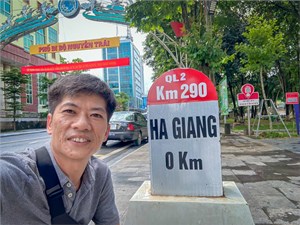 PHỐ ĐI BỘ NGUYỄN TRÃI
QL2
Km 290
HA GIANG
0 Km